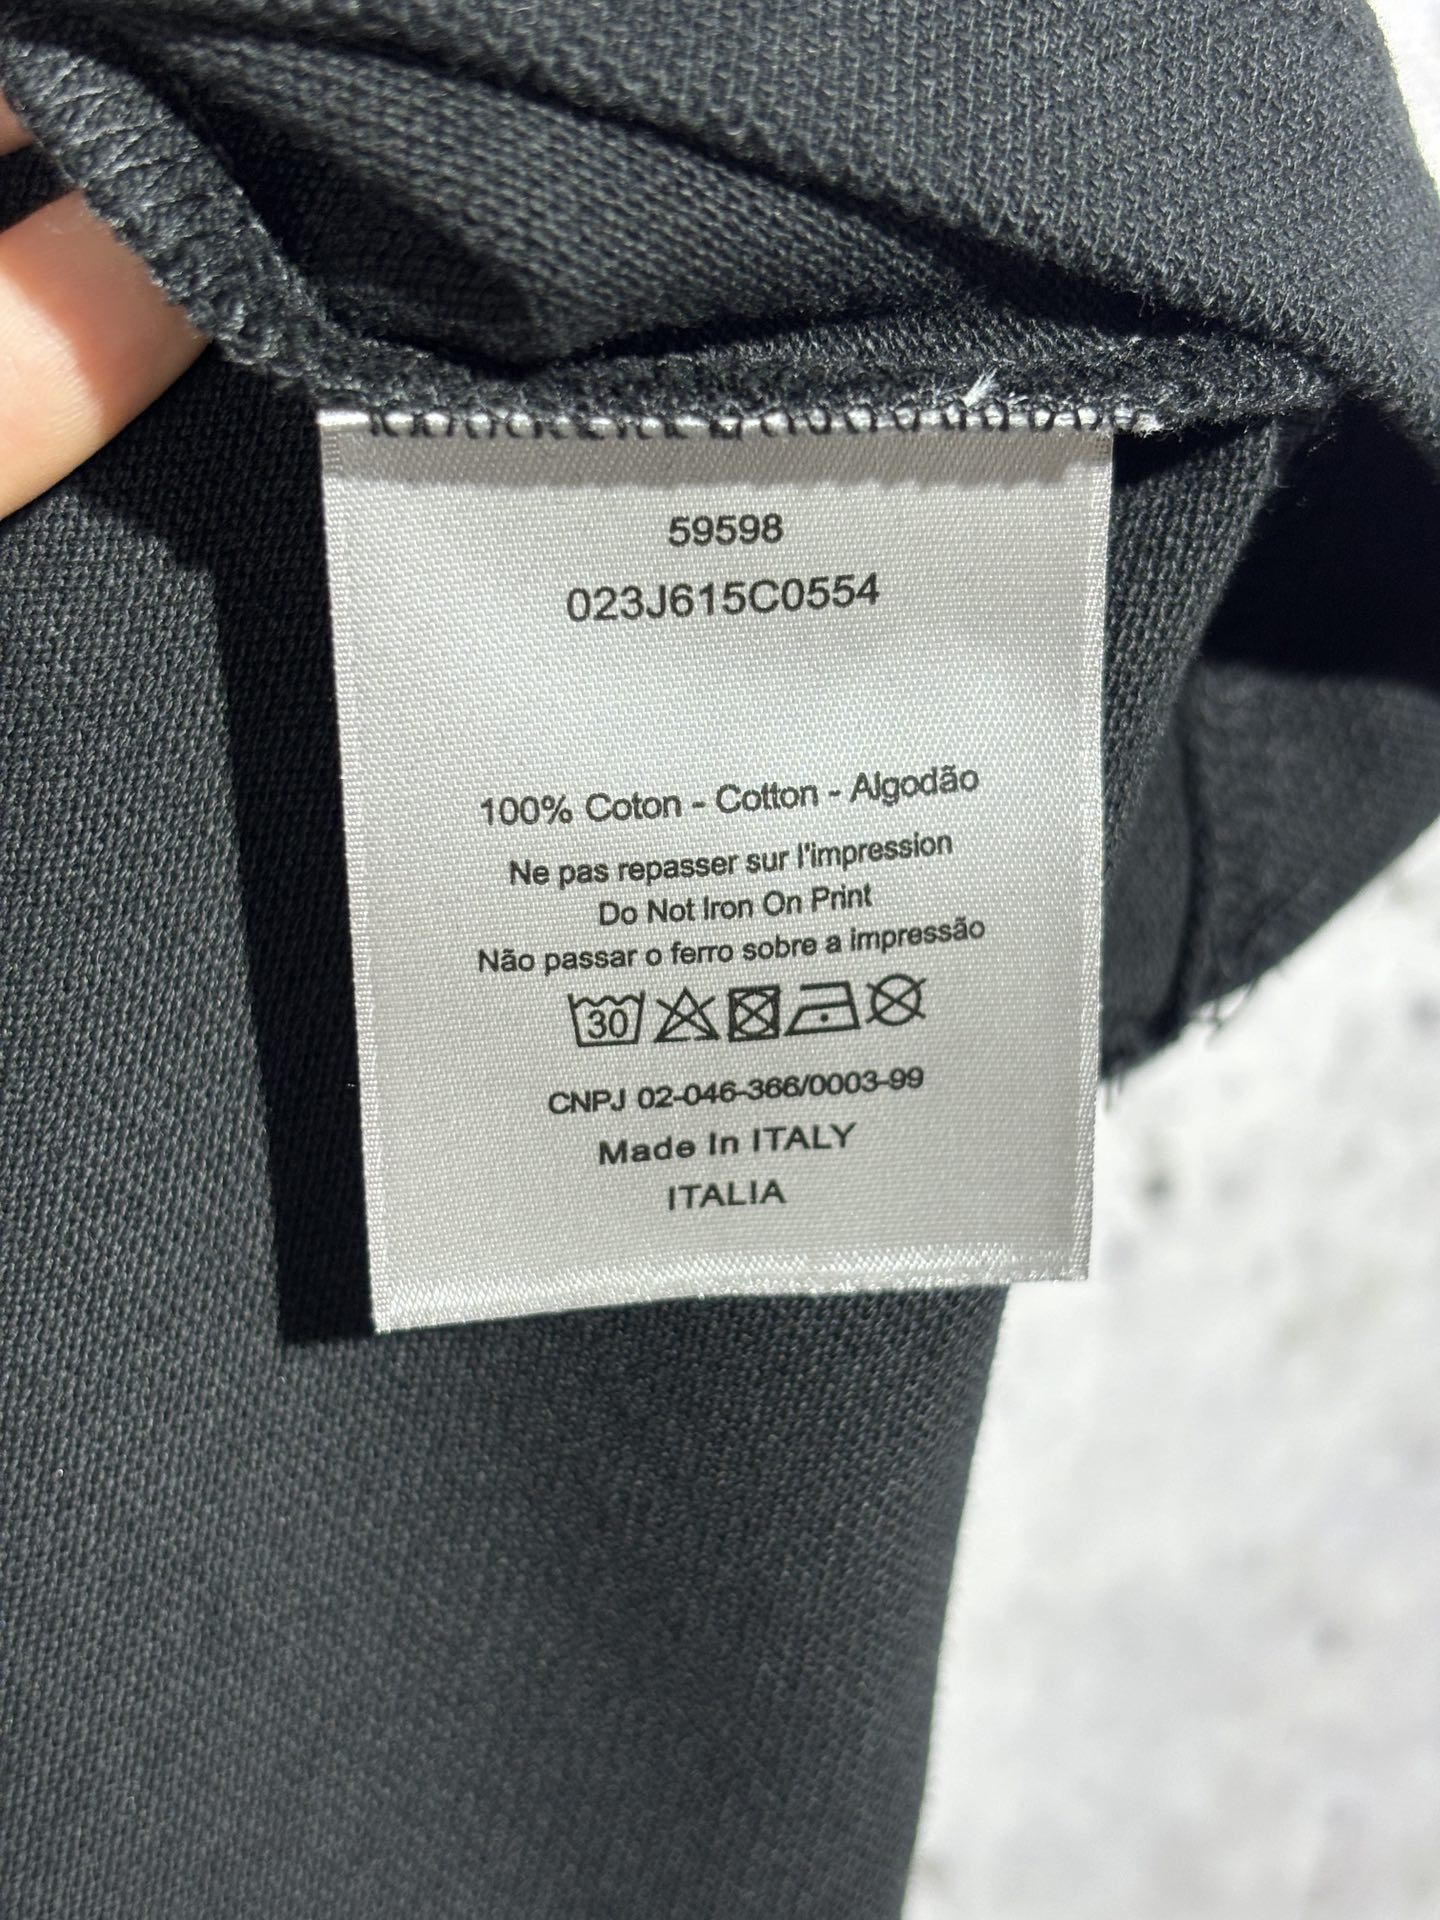 59598
023J615C0554
100% Coton - Cotton - Algodão
Ne pas repasser sur l'impression
Do Not Iron On Print
Não passar o ferro sobre a impressão
30
CNPJ 02-046-366/0003-99
Made In ITALY
ITALIA